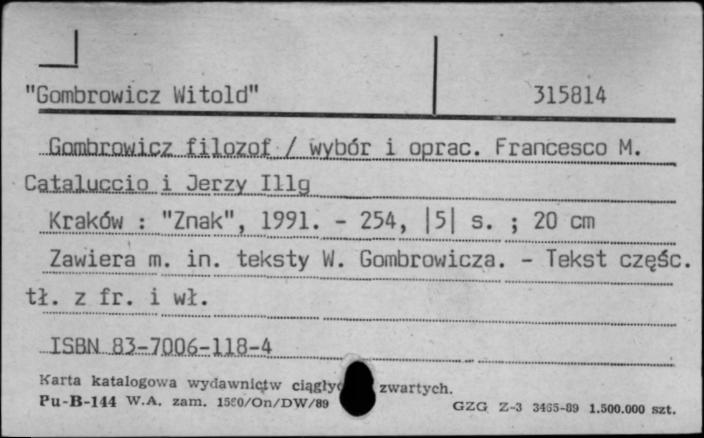 "Gombrowicz Witold" 315814
Gombrowicz filozof / wybór i oprac. Francesco M.
Cataluccio i Jerzy Illg
Kraków : "Znak", 1991. - 254, |5| s. ; 20 cm
Zawiera m. in. teksty W. Gombrowicza. - Tekst częśc.
tł. z fr. i wł.
ISBN 83-7006-118-4
Karta katalogowa wydawnictw zwartych.
Pu-B-144 W.A. zam. 1580/On/DW/89 GZG Z-3 3465-89 1.500.000 szt.